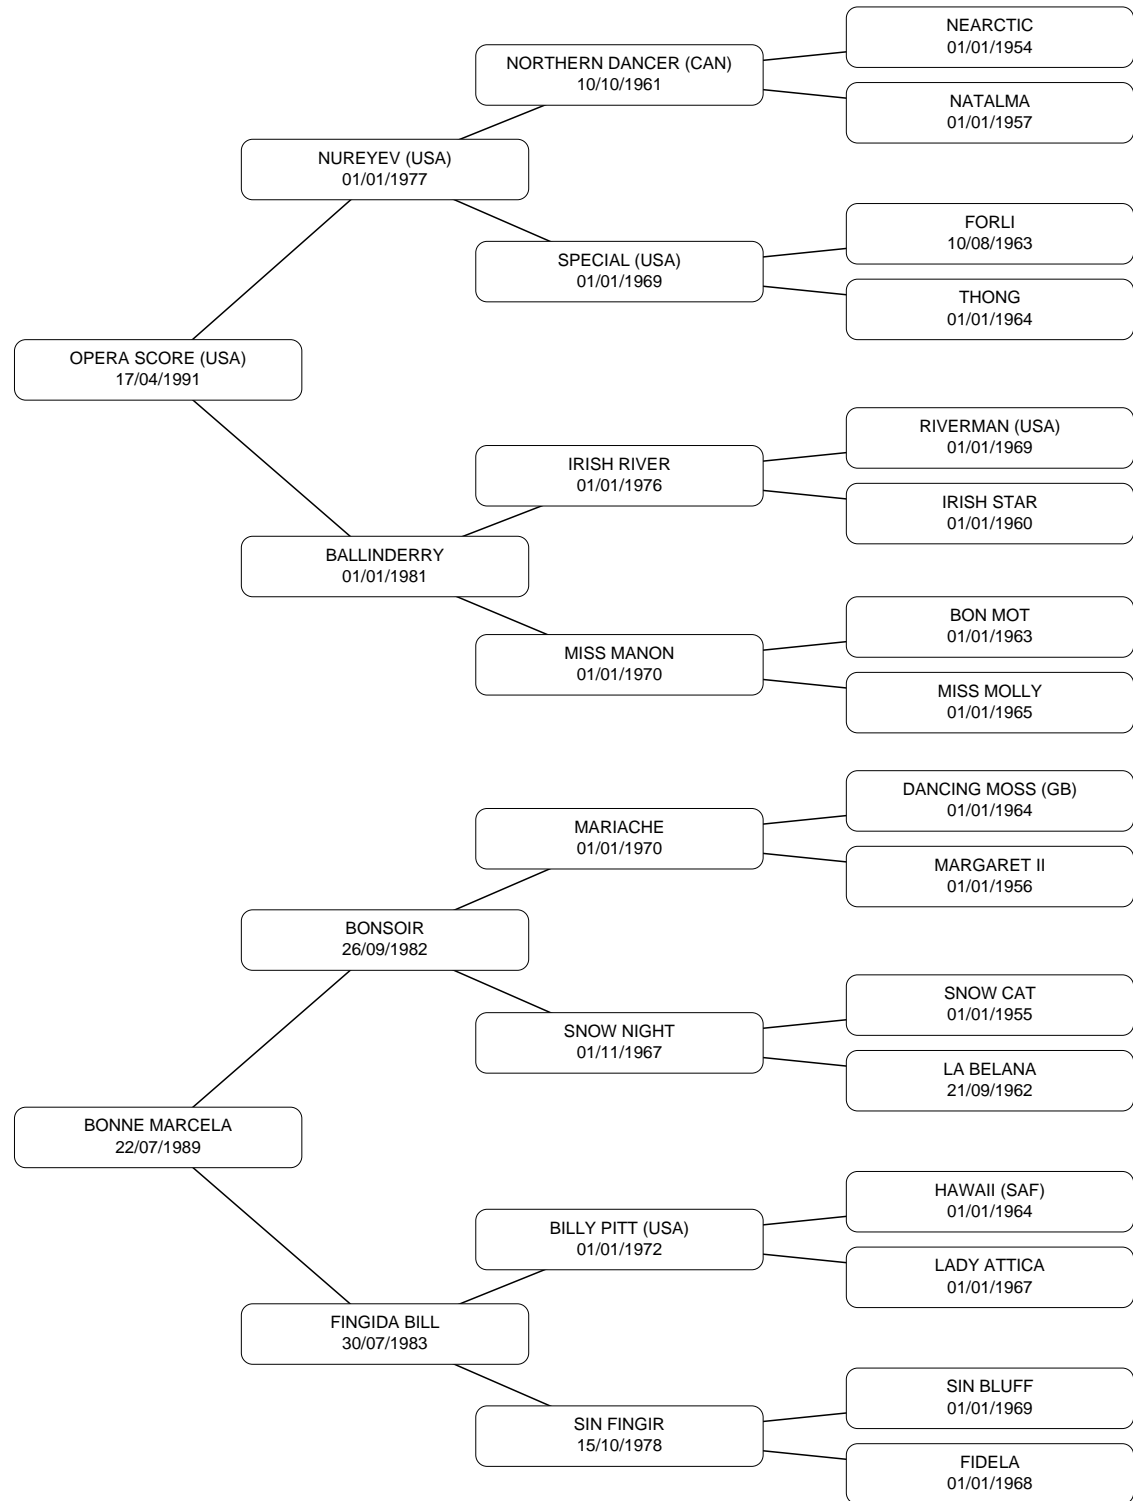 NEARCTIC
01/01/1954
NORTHERN DANCER (CAN)
10/10/1961
NATALMA
01/01/1957
NUREYEV (USA)
01/01/1977
FORLI
10/08/1963
SPECIAL (USA)
01/01/1969
THONG
01/01/1964
OPERA SCORE (USA)
17/04/1991
RIVERMAN (USA)
01/01/1969
IRISH RIVER
01/01/1976
IRISH STAR
01/01/1960
BALLINDERRY
01/01/1981
BON MOT
01/01/1963
MISS MANON
01/01/1970
MISS MOLLY
01/01/1965
DANCING MOSS (GB)
01/01/1964
MARIACHE
01/01/1970
MARGARET II
01/01/1956
BONSOIR
26/09/1982
SNOW CAT
01/01/1955
SNOW NIGHT
01/11/1967
LA BELANA
21/09/1962
BONNE MARCELA
22/07/1989
HAWAII (SAF)
01/01/1964
BILLY PITT (USA)
01/01/1972
LADY ATTICA
01/01/1967
FINGIDA BILL
30/07/1983
SIN BLUFF
01/01/1969
SIN FINGIR
15/10/1978
FIDELA
01/01/1968